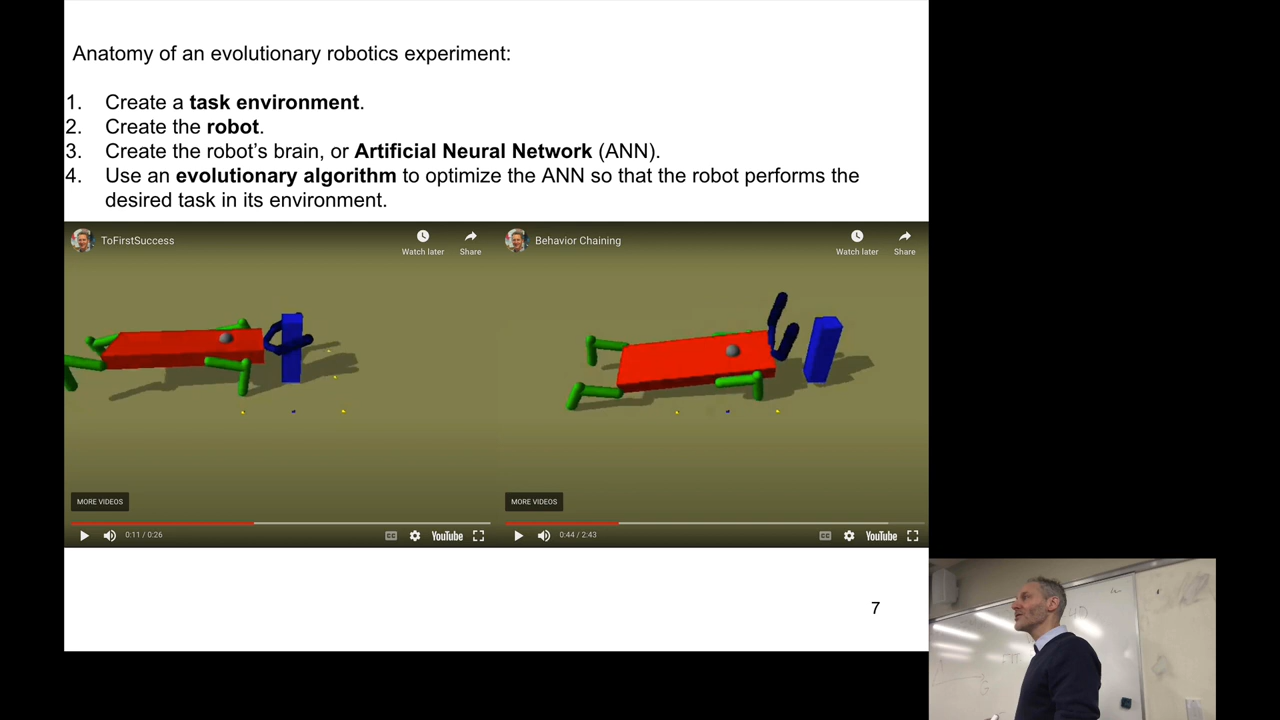 Anatomy of an evolutionary robotics experiment:
1. Create a task environment.
2. Create the robot.
3. Create the robot's brain, or Artificial Neural Network (ANN).
4. Use an evolutionary algorithm to optimize the ANN so that the robot performs the
desired task in its environment.
ToFirstSuccess
Watch later
Share
Behavior Chaining
Watch later
Share
MORE VIDEOS
MORE VIDEOS
0:11 / 0:26
CC
YouTube
0:44 / 2:43
CC
YouTube
7